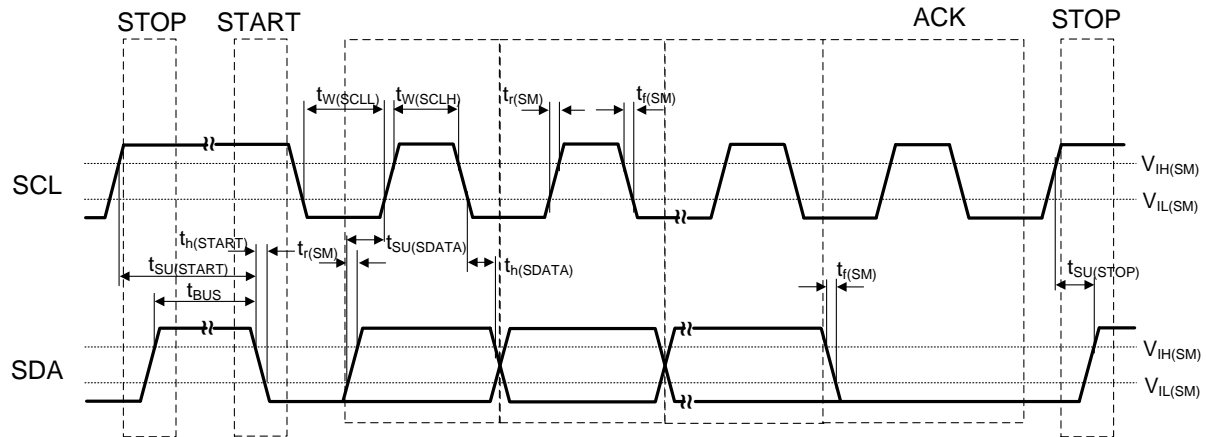 STOP START ACK STOP
tW(SCLL) tW(SCLH) tr(SM) tf(SM)
SCL
VIH(SM)
VIL(SM)
th(START) tr(SM) tSU(SDATA)
tSU(START) th(SDATA) tf(SM) tSU(STOP)
tBUS
SDA
VIH(SM)
VIL(SM)